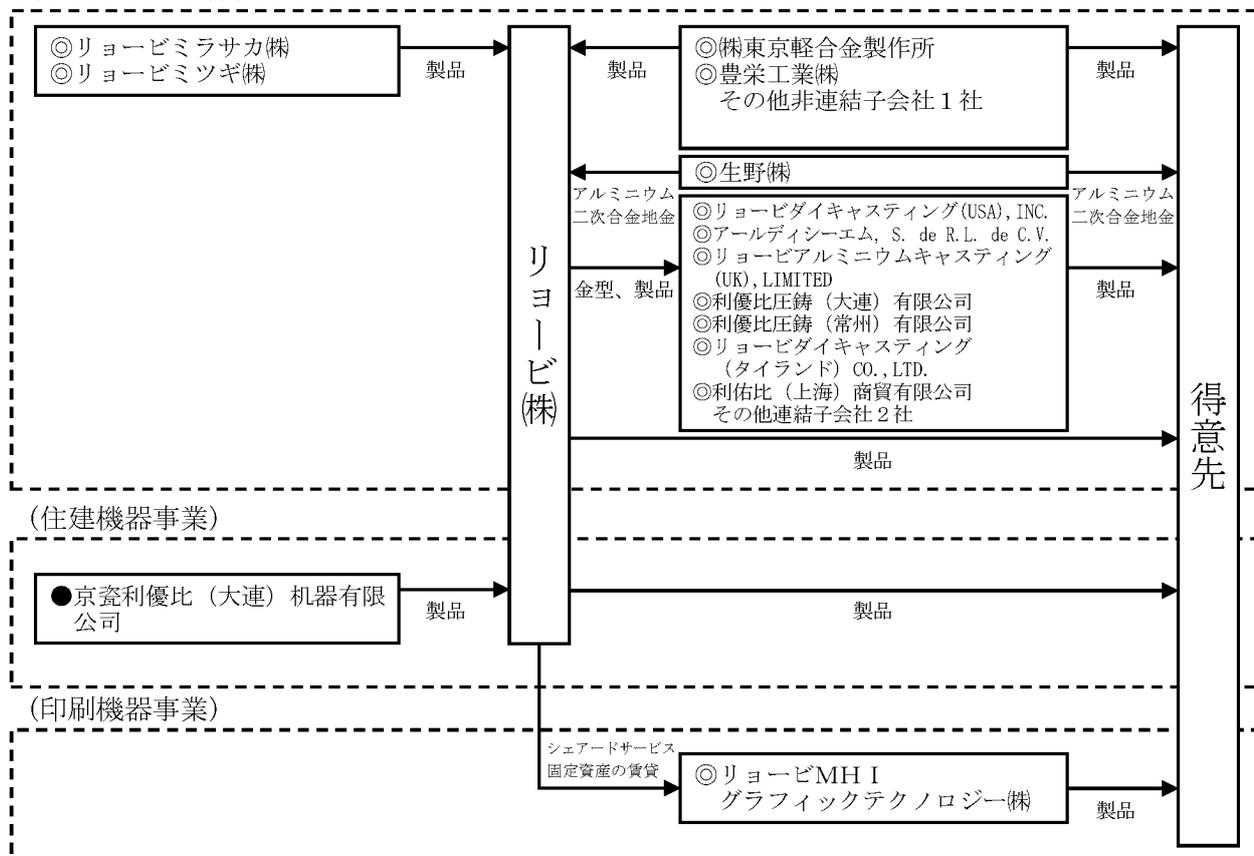 ◎リョービミラサカ㈱
◎リョービミツギ㈱
製品
リョービ㈱
製品
◎㈱東京軽合金製作所
◎豊栄工業㈱
その他非連結子会社１社
製品
得意先
アルミニウム
二次合金地金
◎生野㈱
アルミニウム
二次合金地金
金型、製品
◎リョービダイキャスティング(USA), INC.
◎アールディシーエム, S. de R.L. de C.V.
◎リョービアルミニウムキャスティング
(UK), LIMITED
◎利優比圧鋳（大連）有限公司
◎利優比圧鋳（常州）有限公司
◎リョービダイキャスティング
（タイランド）CO., LTD.
◎利佑比（上海）商貿有限公司
その他連結子会社２社
製品
製品
(住建機器事業)
●京瓷利優比（大連）机器有限
公司
製品
製品
(印刷機器事業)
シェアードサービス
固定資産の賃貸
◎リョービMHＩ
グラフィックテクノロジー㈱
製品